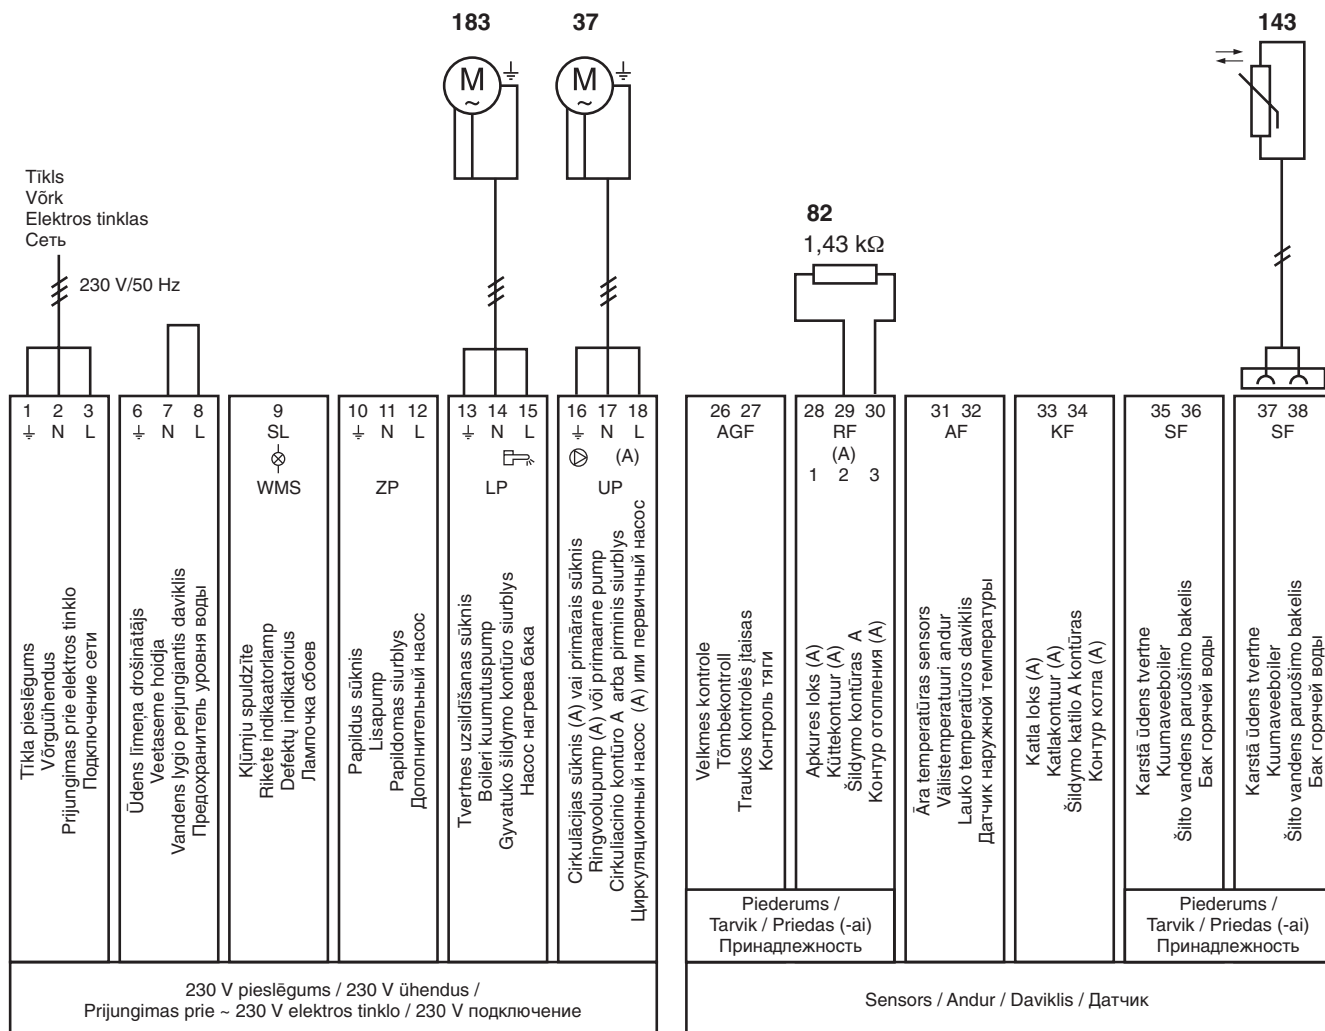 183
37
143
Tīkls
Võrk
Elektros tinklas
Сеть
230 V/50 Hz
82
1,43 kΩ
1 2 3
N L
Tīkla pieslēgums
Võrguühendus
Prijungimas prie elektros tinklo
Подключение сети
6 7 8
N L
Ūdens līmeņa drošinātājs
Veetaseme hoidja
Vandens lygio perjungiantis daviklis
Предохранитель уровня воды
9
SL
WMS
Kļūmju spuldzīte
Rikete indikaatorlamp
Defektų indikatorius
Лампочка сбоев
10 11 12
N L
ZP
Papildus sūknis
Lisapump
Papildomas siurblys
Дополнительный насос
13 14 15
N L
LP
Tvertnes uzsildīšanas sūknis
Boileri kuumutuspump
Gyvatuko šildymo kontūro siurblys
Насос нагрева бака
16 17 18
N L
(A)
UP
Cirkulācijas sūknis (A) vai primārais sūknis
Ringvoolupump (A) või primaarne pump
Cirkuliacinio kontūro A arba pirminis siurblys
Циркуляционный насос (A) или первичный насос
26 27
AGF
Velkmes kontrole
Tõmbekontroll
Traukos kontrolės įtaisas
Контроль тяги
28 29 30
RF
(A)
1 2 3
Apkures loks (A)
Küttekontuur (A)
Šildymo kontūras A
Контур отопления (A)
31 32
AF
Āra temperatūras sensors
Välistemperatuuri andur
Lauko temperatūros daviklis
Датчик наружной температуры
33 34
KF
Katla loks (A)
Katlakontuur (A)
Šildymo katilo A kontūras
Контур котла (A)
35 36
SF
Karstā ūdens tvertne
Kuumaveeboiler
Šilto vandens paruošimo bakelis
Бак горячей воды
37 38
SF
Karstā ūdens tvertne
Kuumaveeboiler
Šilto vandens paruošimo bakelis
Бак горячей воды
Piederums /
Tarvik / Priedas (-ai)
Принадлежность
Piederums /
Tarvik / Priedas (-ai)
Принадлежность
230 V pieslēgums / 230 V ühendus /
Prijungimas prie ~ 230 V elektros tinklo / 230 V подключение
Sensors / Andur / Daviklis / Датчик
M
~
M
~